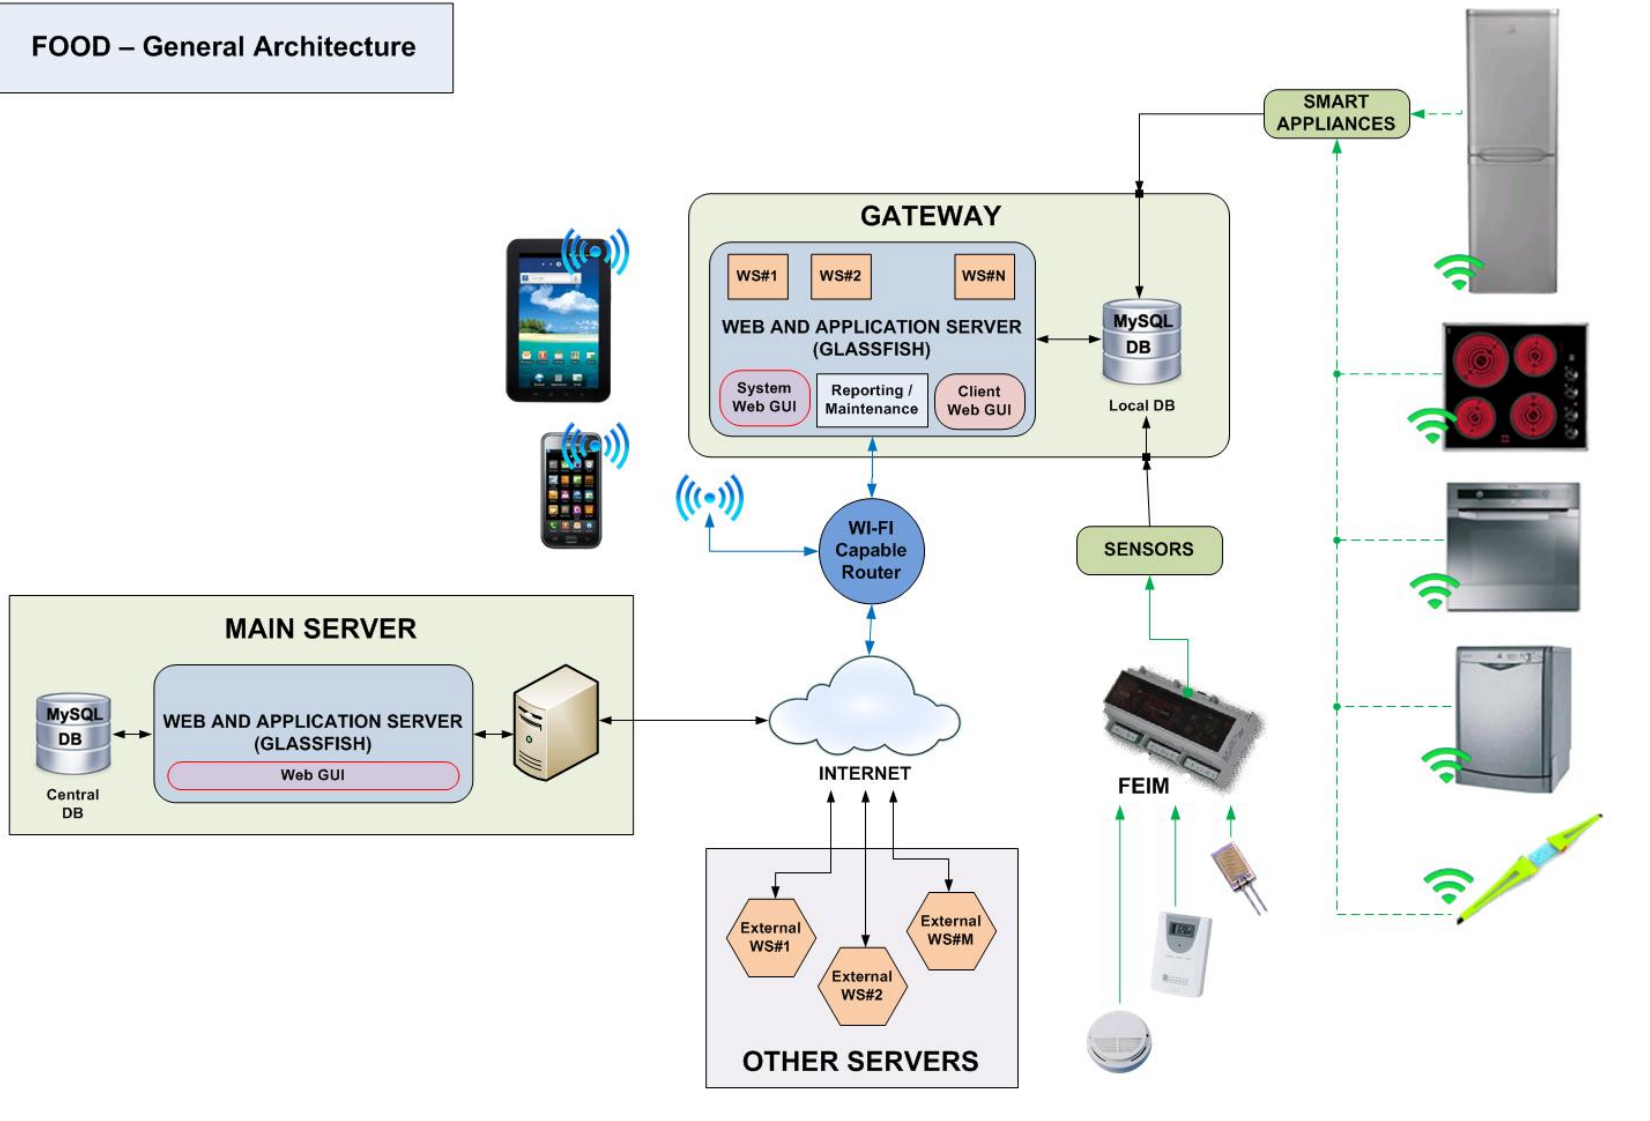 FOOD – General Architecture
SMART
APPLIANCES
GATEWAY
WS#1
WS#2
WS#N
WEB AND APPLICATION SERVER
(GLASSFISH)
System
Web GUI
Reporting /
Maintenance
Client
Web GUI
MySQL
DB
Local DB
WI-FI
Capable
Router
SENSORS
MAIN SERVER
MySQL
DB
Central
DB
WEB AND APPLICATION SERVER
(GLASSFISH)
Web GUI
INTERNET
FEIM
External
WS#1
External
WS#2
External
WS#M
OTHER SERVERS